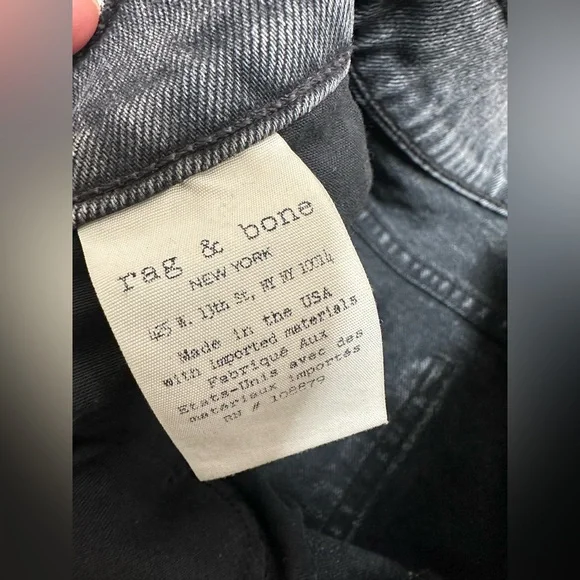 rag & bone
NEW YORK
425 W. 13th St, NY NY 10014
Made in the USA
with imported materials
Fabriqué Aux
Etats-Unis avec des
matériaux importés
RN # 108879